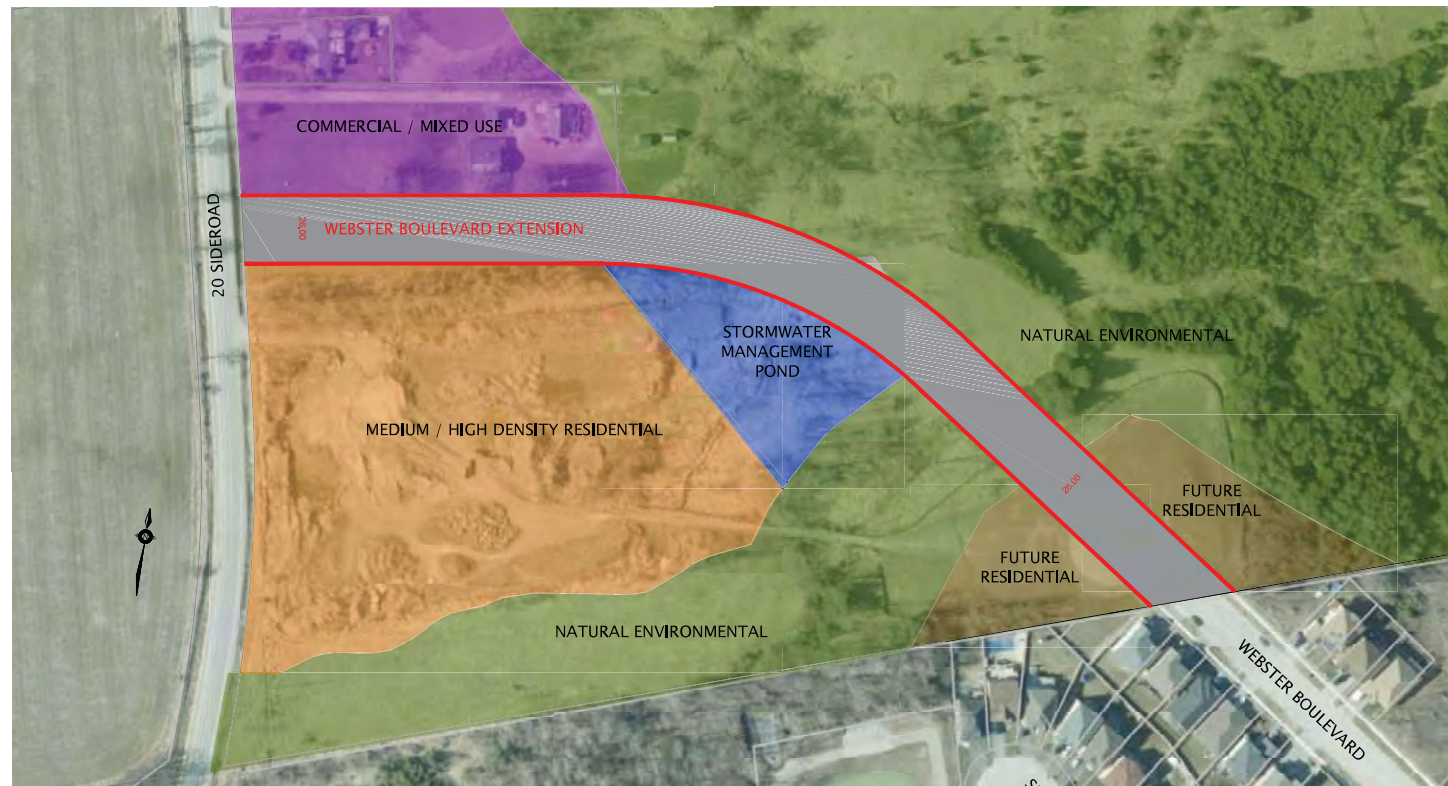 COMMERCIAL / MIXED USE
20 SIDEROAD
26.00
WEBSTER BOULEVARD EXTENSION
STORMWATER
MANAGEMENT
POND
NATURAL ENVIRONMENTAL
MEDIUM / HIGH DENSITY RESIDENTIAL
26.00
FUTURE
RESIDENTIAL
FUTURE
RESIDENTIAL
NATURAL ENVIRONMENTAL
WEBSTER BOULEVARD